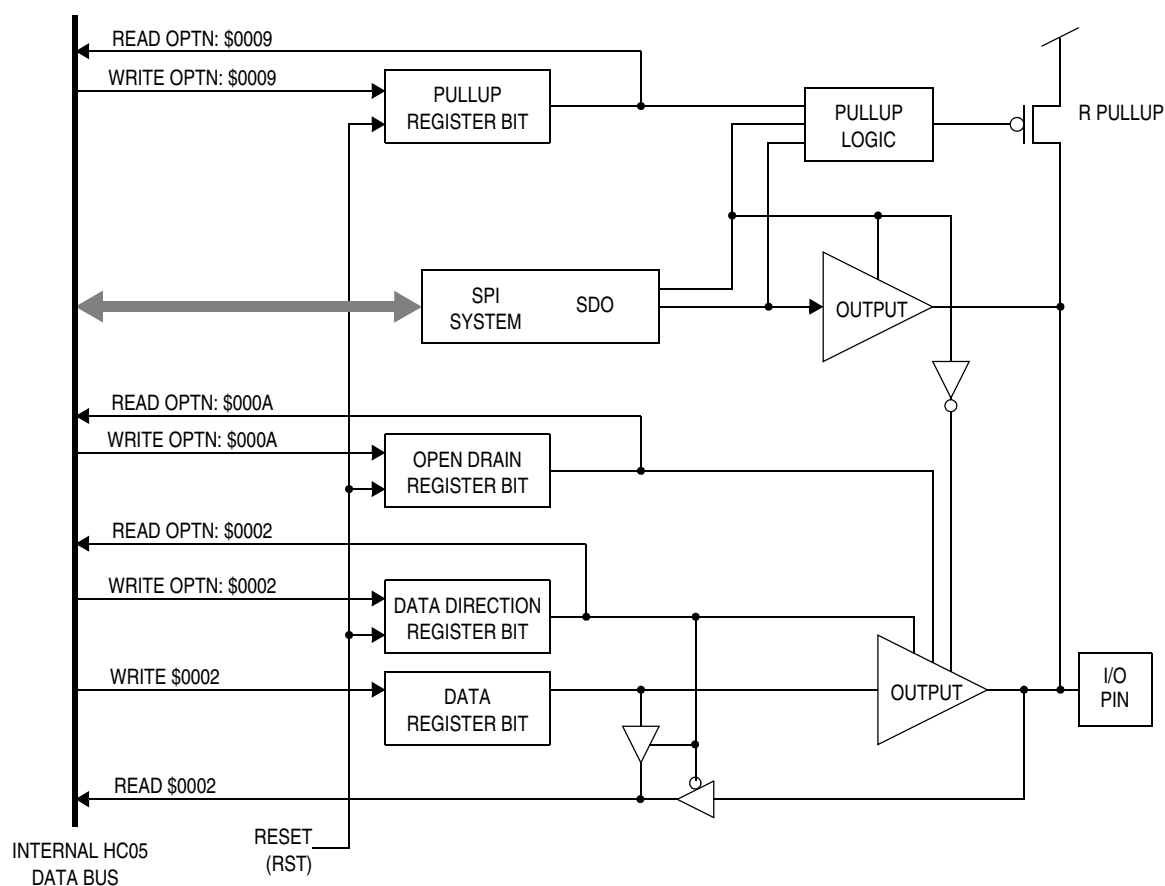 READ OPTN: $0009
WRITE OPTN: $0009
PULLUP
REGISTER BIT
PULLUP
LOGIC
R PULLUP
SPI
SYSTEM
SDO
OUTPUT
READ OPTN: $000A
WRITE OPTN: $000A
OPEN DRAIN
REGISTER BIT
READ OPTN: $0002
WRITE OPTN: $0002
DATA DIRECTION
REGISTER BIT
WRITE $0002
DATA
REGISTER BIT
OUTPUT
I/O
PIN
READ $0002
RESET
(RST)
INTERNAL HC05
DATA BUS